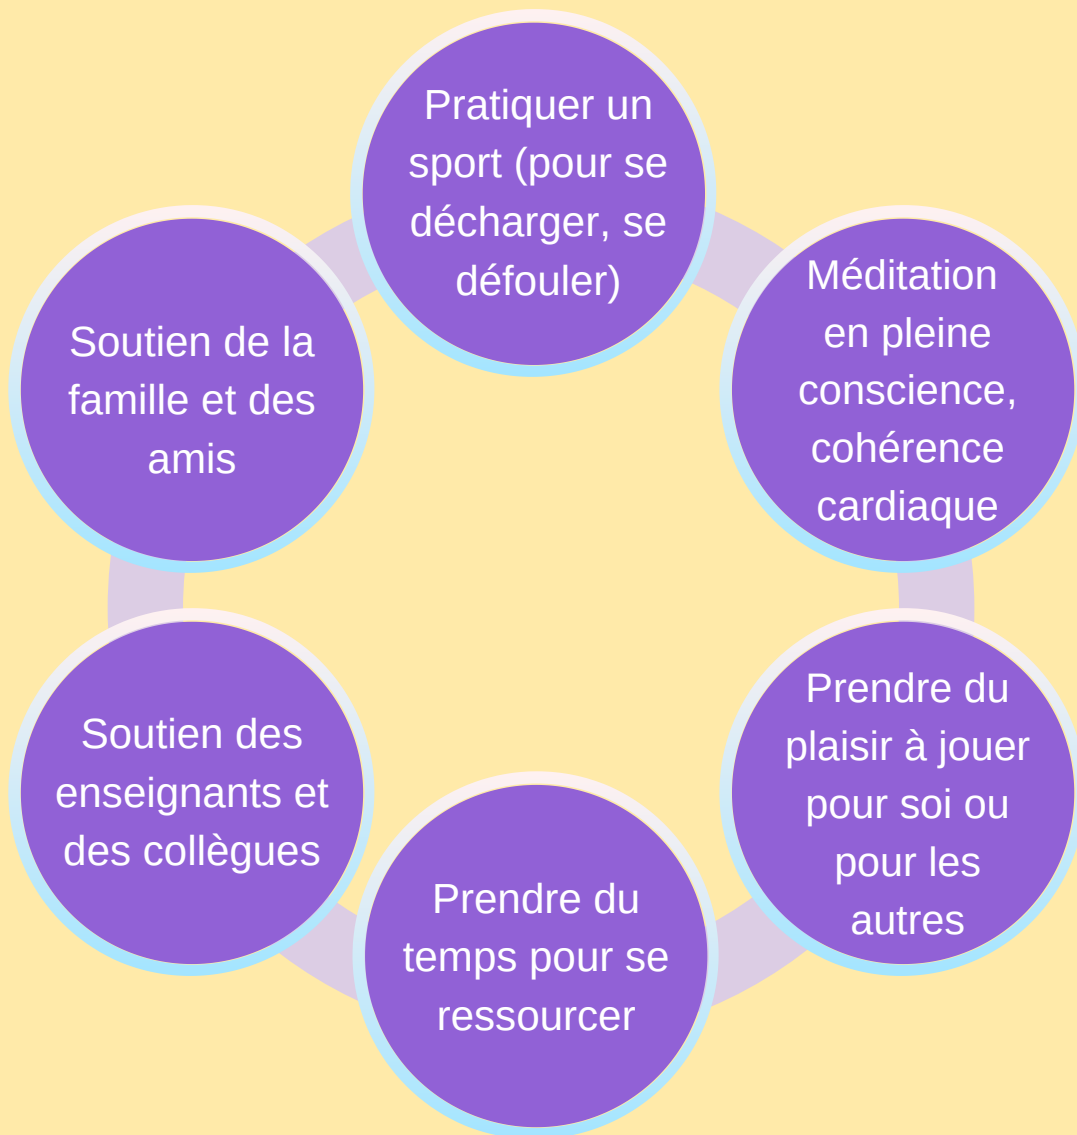 Pratiquer un
sport (pour se
décharger, se
défouler)
Méditation
en pleine
conscience,
cohérence
cardiaque
Prendre du
plaisir à jouer
pour soi ou
pour les
autres
Prendre du
temps pour se
ressourcer
Soutien des
enseignants et
des collègues
Soutien de la
famille et des
amis